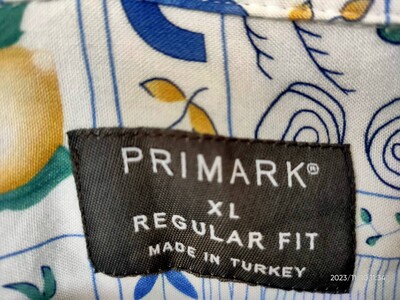 PRIMARK®
XL
REGULAR FIT
MADE IN TURKEY